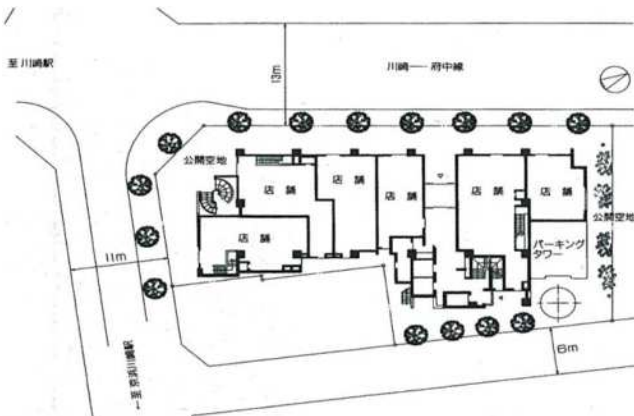 至川崎駅
13m
川崎——府中線
公開空地
店舗
店舗
店舗
店舗
店舗
店舗
公開空地
パーキング
タワー
11m
6m
←至京浜川崎駅